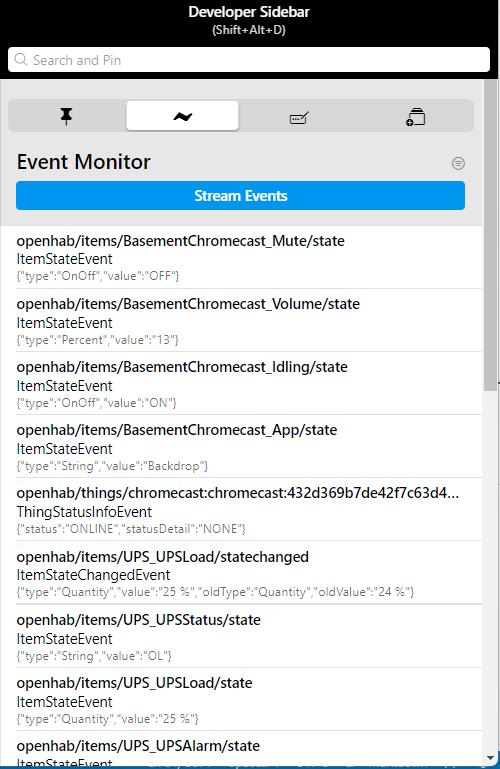 Developer Sidebar
(Shift+Alt+D)
Search and Pin
Event Monitor
Stream Events
openhab/items/BasementChromecast_Mute/state
ItemStateEvent
{"type":"OnOff","value":"OFF"}
openhab/items/BasementChromecast_Volume/state
ItemStateEvent
{"type":"Percent","value":"13"}
openhab/items/BasementChromecast_Idling/state
ItemStateEvent
{"type":"OnOff","value":"ON"}
openhab/items/BasementChromecast_App/state
ItemStateEvent
{"type":"String","value":"Backdrop"}
openhab/things/chromecast:chromecast:432d369b7de42f7c63d4...
ThingStatusInfoEvent
{"status":"ONLINE","statusDetail":"NONE"}
openhab/items/UPS_UPSLoad/statechanged
ItemStateChangedEvent
{"type":"Quantity","value":"25 %","oldType":"Quantity","oldValue":"24 %"}
openhab/items/UPS_UPSStatus/state
ItemStateEvent
{"type":"String","value":"OL"}
openhab/items/UPS_UPSLoad/state
ItemStateEvent
{"type":"Quantity","value":"25 %"}
openhab/items/UPS_UPSAlarm/state